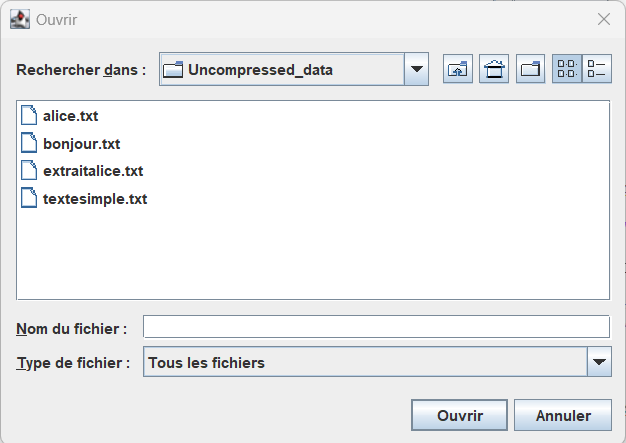 Ouvrir
Rechercher dans :
Uncompressed_data
alice.txt
bonjour.txt
extraitalice.txt
textesimple.txt
Nom du fichier :
Type de fichier :
Tous les fichiers
Ouvrir
Annuler